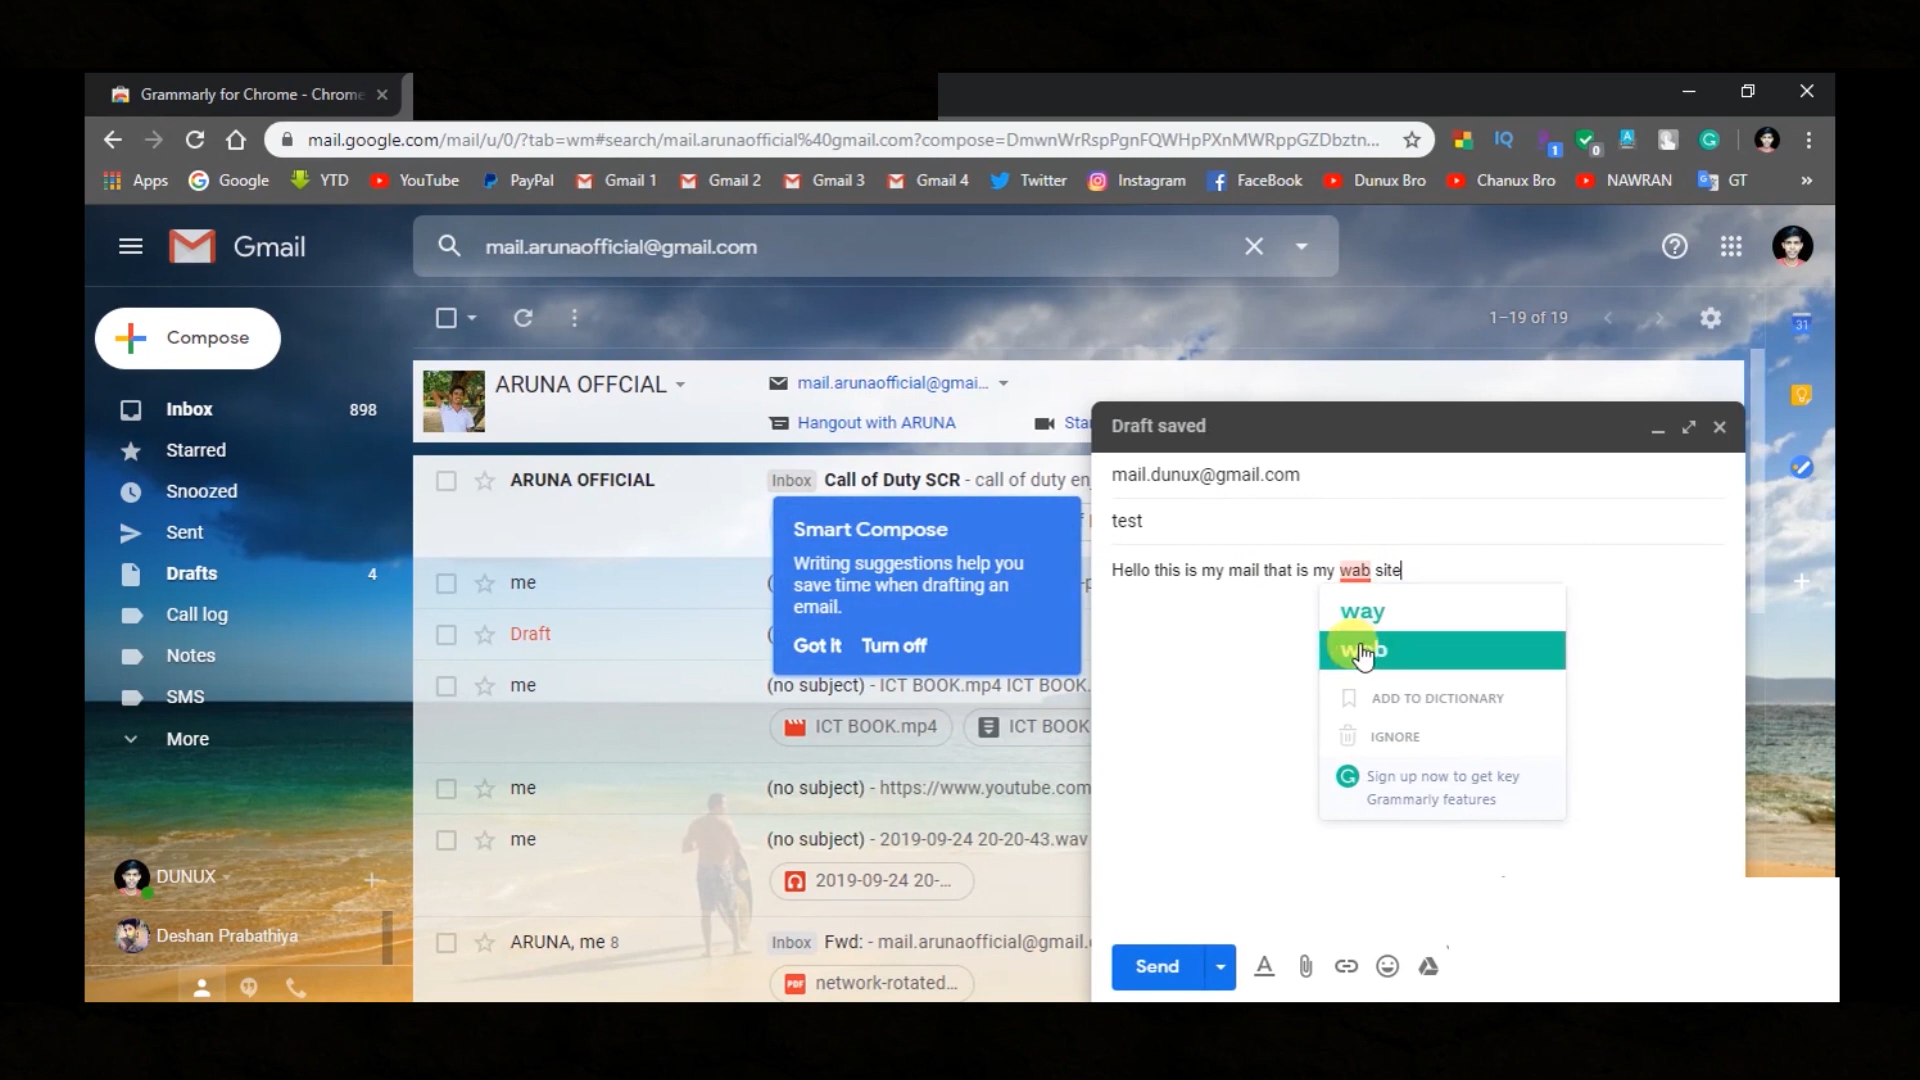 Grammarly for Chrome - Chrome
mail.google.com/mail/u/0/?tab=wm#search/mail.arunaofficial%40gmail.com?compose=DmwnWrRspPgnFQWHpPXnMWRppGZDbztn...
IQ
1
0
Apps
Google
YTD
YouTube
PayPal
Gmail 1
Gmail 2
Gmail 3
Gmail 4
Twitter
Instagram
FaceBook
Dunux Bro
Chanux Bro
NAWRAN
GT
»
Gmail
mail.arunaofficial@gmail.com
Compose
1–19 of 19
31
Inbox 898
Starred
Snoozed
Sent
Drafts 4
Call log
Notes
SMS
More
DUNUX
Deshan Prabathiya
ARUNA OFFCIAL
mail.arunaofficial@gmai...
Hangout with ARUNA
Sta
ARUNA OFFICIAL Inbox Call of Duty SCR - call of duty en
me
Draft
me (no subject) - ICT BOOK.mp4 ICT BOOK.
ICT BOOK.mp4 ICT BOOK
me (no subject) - https://www.youtube.com
me (no subject) - 2019-09-24 20-20-43.wav
2019-09-24 20-...
ARUNA, me 8 Inbox Fwd: - mail.arunaofficial@gmail.
PDF network-rotated...
Smart Compose
Writing suggestions help you
save time when drafting an
email.
Got It Turn off
Draft saved
mail.dunux@gmail.com
test
Hello this is my mail that is my wab site
way
web
ADD TO DICTIONARY
IGNORE
Sign up now to get key
Grammarly features
Send